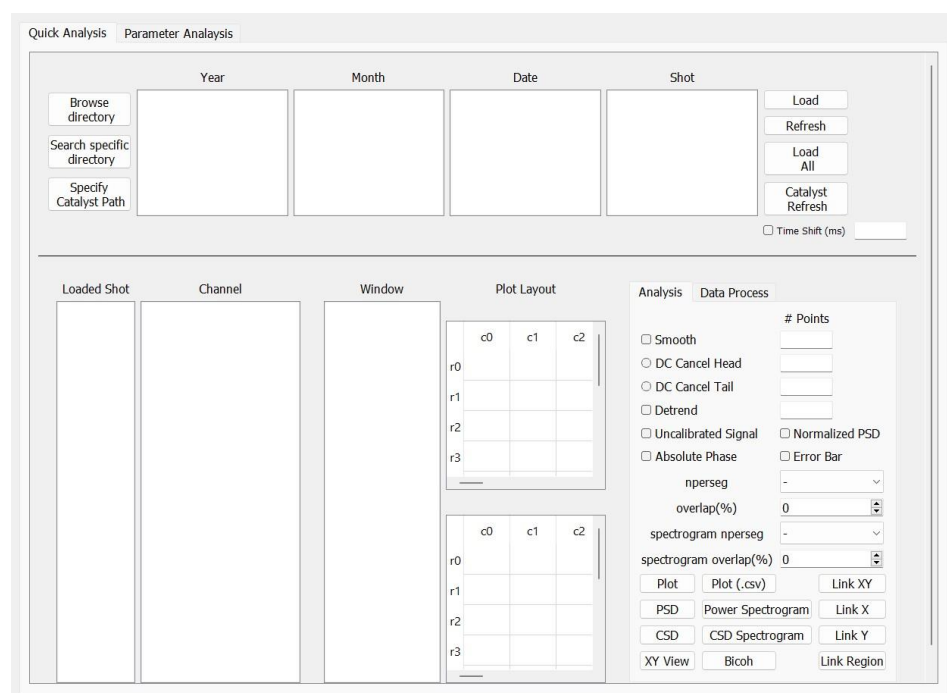 Quick Analysis Parameter Analaysis
Year Month Date Shot
Browse
directory
Search specific
directory
Specify
Catalyst Path
Load
Refresh
Load
All
Catalyst
Refresh
Time Shift (ms)
Loaded Shot Channel Window Plot Layout
c0 c1 c2
r0
r1
r2
r3
c0 c1 c2
r0
r1
r2
r3
Analysis Data Process
# Points
Smooth
DC Cancel Head
DC Cancel Tail
Detrend
Uncalibrated Signal Normalized PSD
Absolute Phase Error Bar
nperseg -
overlap(%) 0
spectrogram nperseg -
spectrogram overlap(%) 0
Plot Plot (.csv) Link XY
PSD Power Spectrogram Link X
CSD CSD Spectrogram Link Y
XY View Bicoh Link Region